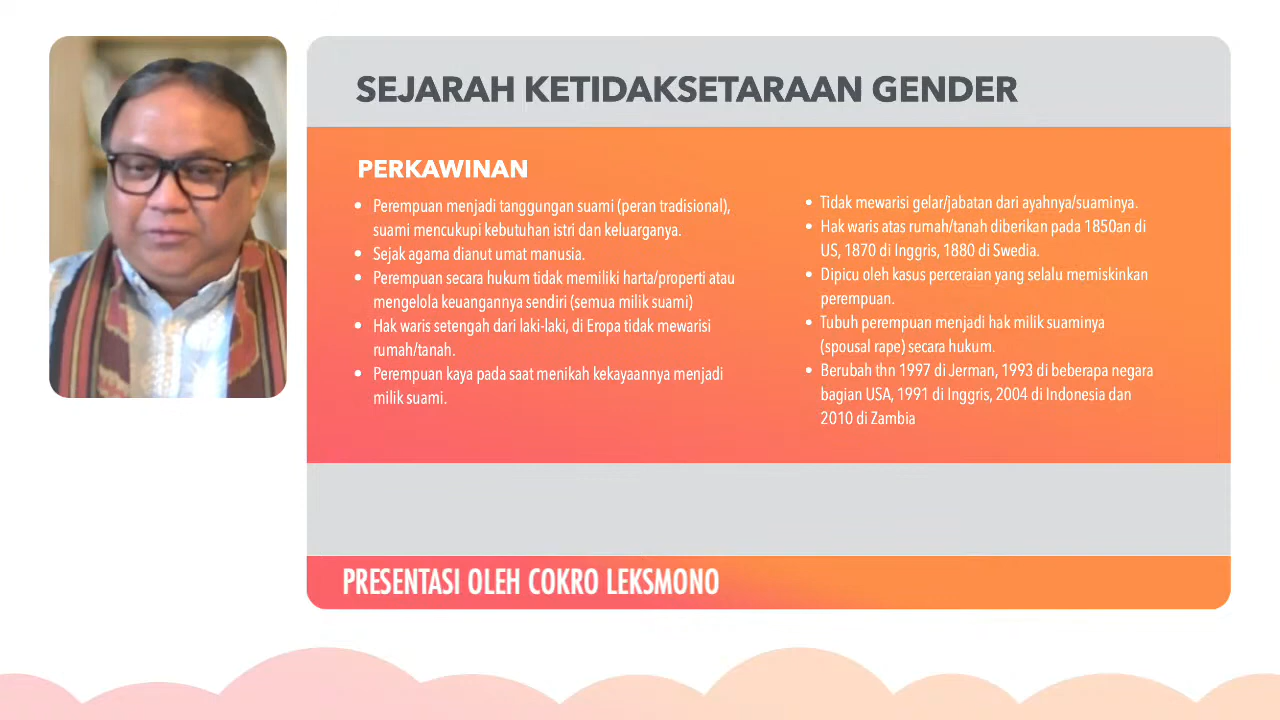 SEJARAH KETIDAKSETARAAN GENDER
PERKAWINAN
• Perempuan menjadi tanggungan suami (peran tradisional),
suami mencukupi kebutuhan istri dan keluarganya.
• Sejak agama dianut umat manusia.
• Perempuan secara hukum tidak memiliki harta/properti atau
mengelola keuangannya sendiri (semua milik suami)
• Hak waris setengah dari laki-laki, di Eropa tidak mewarisi
rumah/tanah.
• Perempuan kaya pada saat menikah kekayaannya menjadi
milik suami.
• Tidak mewarisi gelar/jabatan dari ayahnya/suaminya.
• Hak waris atas rumah/tanah diberikan pada 1850an di
US, 1870 di Inggris, 1880 di Swedia.
• Dipicu oleh kasus perceraian yang selalu memiskinkan
perempuan.
• Tubuh perempuan menjadi hak milik suaminya
(spousal rape) secara hukum.
• Berubah thn 1997 di Jerman, 1993 di beberapa negara
bagian USA, 1991 di Inggris, 2004 di Indonesia dan
2010 di Zambia
PRESENTASI OLEH COKRO LEKSMONO